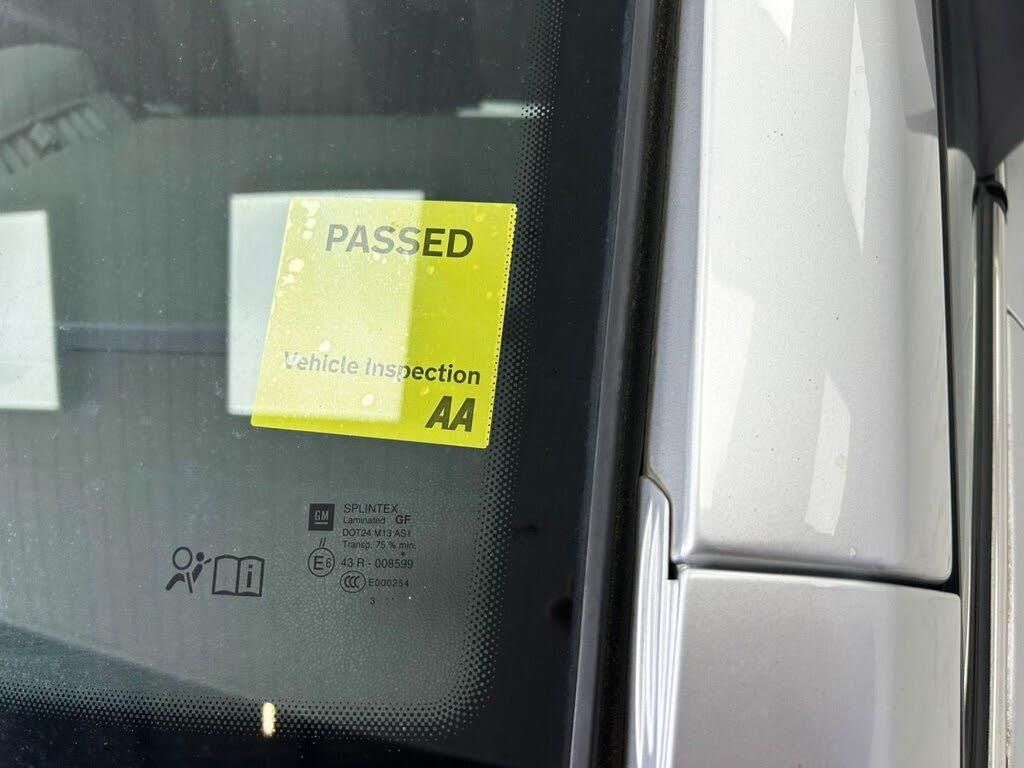 PASSED
Vehicle Inspection
AA
GM
SPLINTEX
Laminated GF
DOT24 M13 AS1
Transp. 75 % min.
//
E6 43 R - 008599
CCC E000254
3